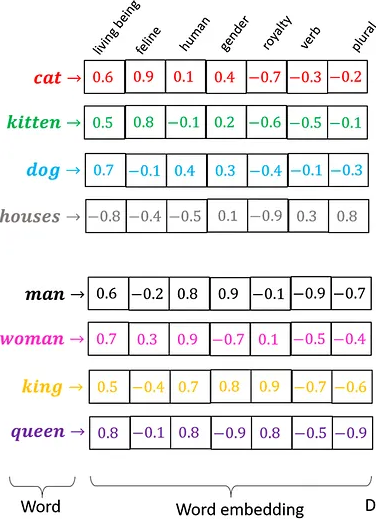 living being feline human gender royalty verb plural
cat → 0.6 0.9 0.1 0.4 −0.7 −0.3 −0.2
kitten → 0.5 0.8 −0.1 0.2 −0.6 −0.5 −0.1
dog → 0.7 −0.1 0.4 0.3 −0.4 −0.1 −0.3
houses → −0.8 −0.4 −0.5 0.1 −0.9 0.3 0.8
man → 0.6 −0.2 0.8 0.9 −0.1 −0.9 −0.7
woman → 0.7 0.3 0.9 −0.7 0.1 −0.5 −0.4
king → 0.5 −0.4 0.7 0.8 0.9 −0.7 −0.6
queen → 0.8 −0.1 0.8 −0.9 0.8 −0.5 −0.9
Word Word embedding D